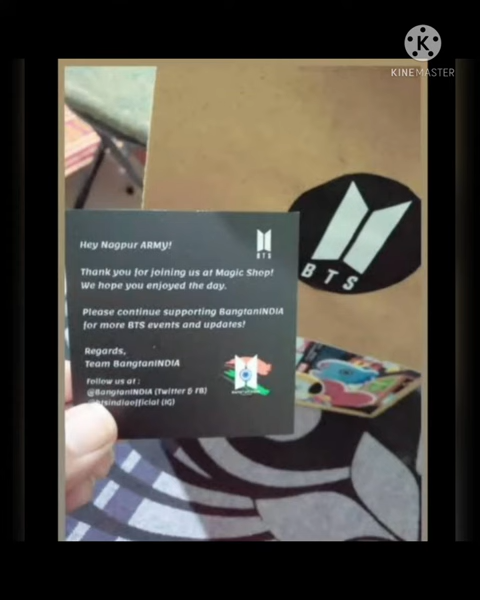 KINEMASTER
Hey Nagpur ARMY!
BTS
Thank you for joining us at Magic Shop!
We hope you enjoyed the day.
Please continue supporting BangtanINDIA
for more BTS events and updates!
Regards,
Team BangtanINDIA
Follow us at :
@BangtanINDIA (Twitter & FB)
@btsindiaofficial (IG)
BTS